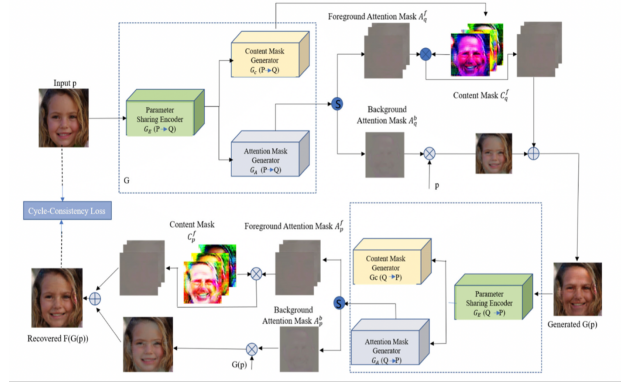 Foreground Attention Mask A_q^f
Content Mask
Generator
G_c (P➔Q)
Input p
Parameter
Sharing Encoder
G_E (P➔Q)
S
Content Mask C_q^f
Background
Attention Mask
A_q^b
Attention Mask
Generator
G_A (P➔Q)
G
p
Cycle-Consistency Loss
Content Mask
C_p^f
Foreground Attention Mask A_p^f
Content Mask
Generator
Gc (Q ➔P)
Parameter
Sharing Encoder
G_E (Q ➔P)
S
Background
Attention Mask A_p^b
Attention Mask
Generator
G_A (Q➔P)
Generated G(p)
Recovered F(G(p))
G(p)